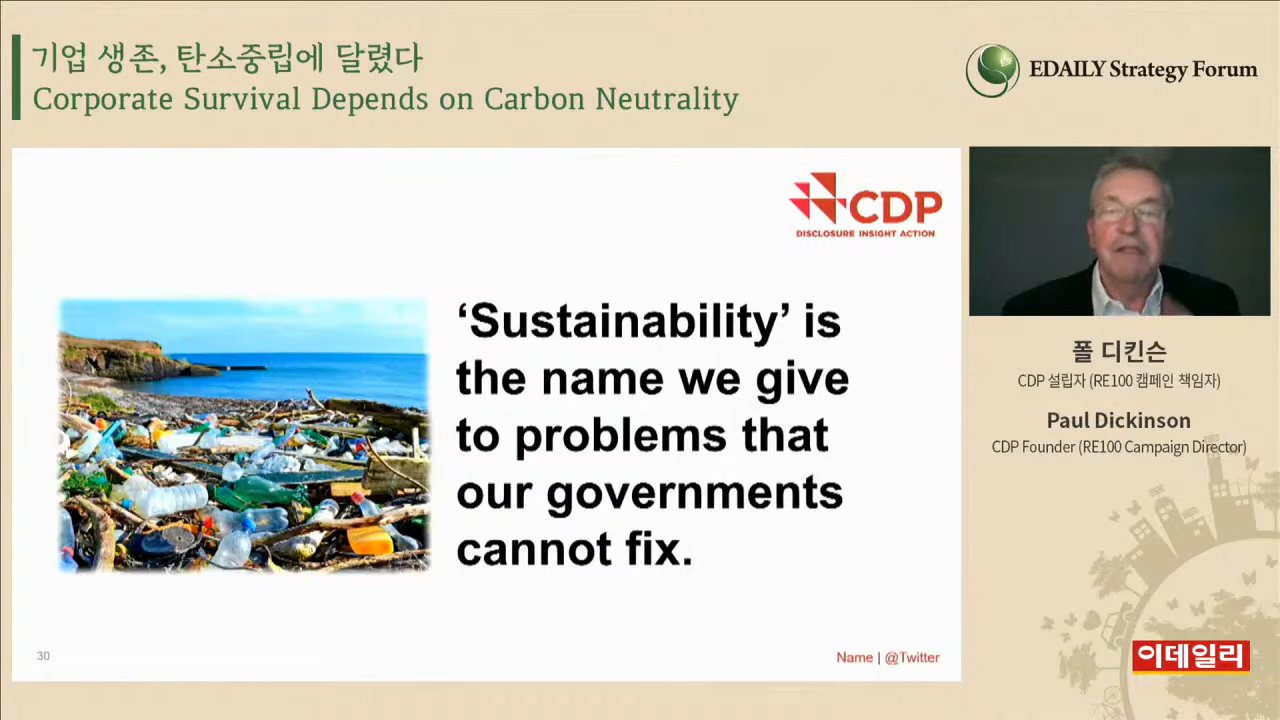 기업 생존, 탄소중립에 달렸다
Corporate Survival Depends on Carbon Neutrality
EDAILY Strategy Forum
CDP
DISCLOSURE INSIGHT ACTION
‘Sustainability’ is
the name we give
to problems that
our governments
cannot fix.
30
Name | @Twitter
폴 디킨슨
CDP 설립자 (RE100 캠페인 책임자)
Paul Dickinson
CDP Founder (RE100 Campaign Director)
이데일리